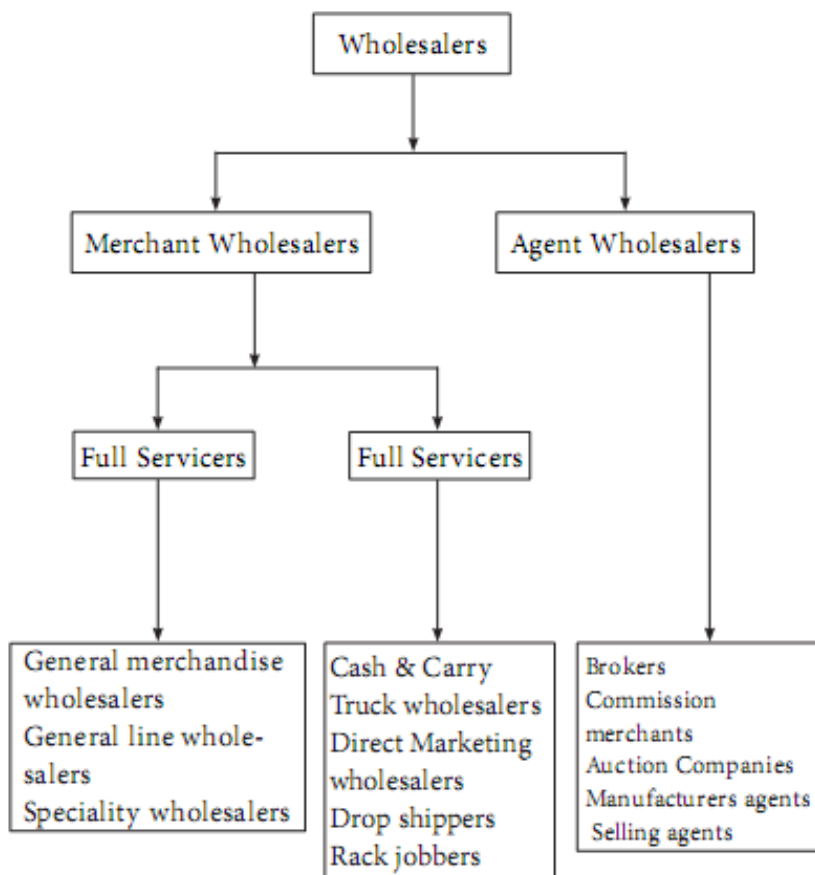 Wholesalers
Merchant Wholesalers
Agent Wholesalers
Full Servicers
Full Servicers
General merchandise
wholesalers
General line whole-
salers
Speciality wholesalers
Cash & Carry
Truck wholesalers
Direct Marketing
wholesalers
Drop shippers
Rack jobbers
Brokers
Commission
merchants
Auction Companies
Manufacturers agents
Selling agents